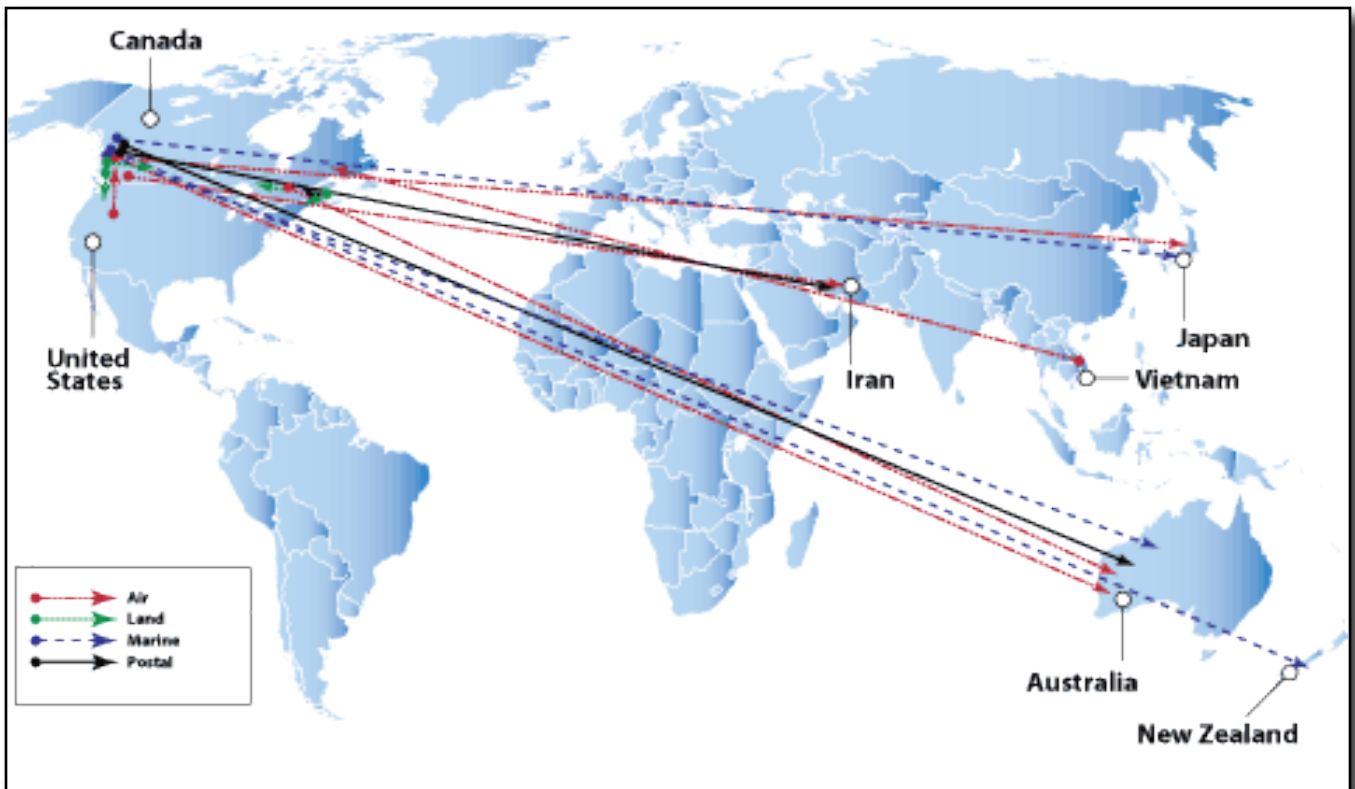 Canada
United
States
Iran
Japan
Vietnam
Australia
New Zealand
Air
Land
Marine
Postal